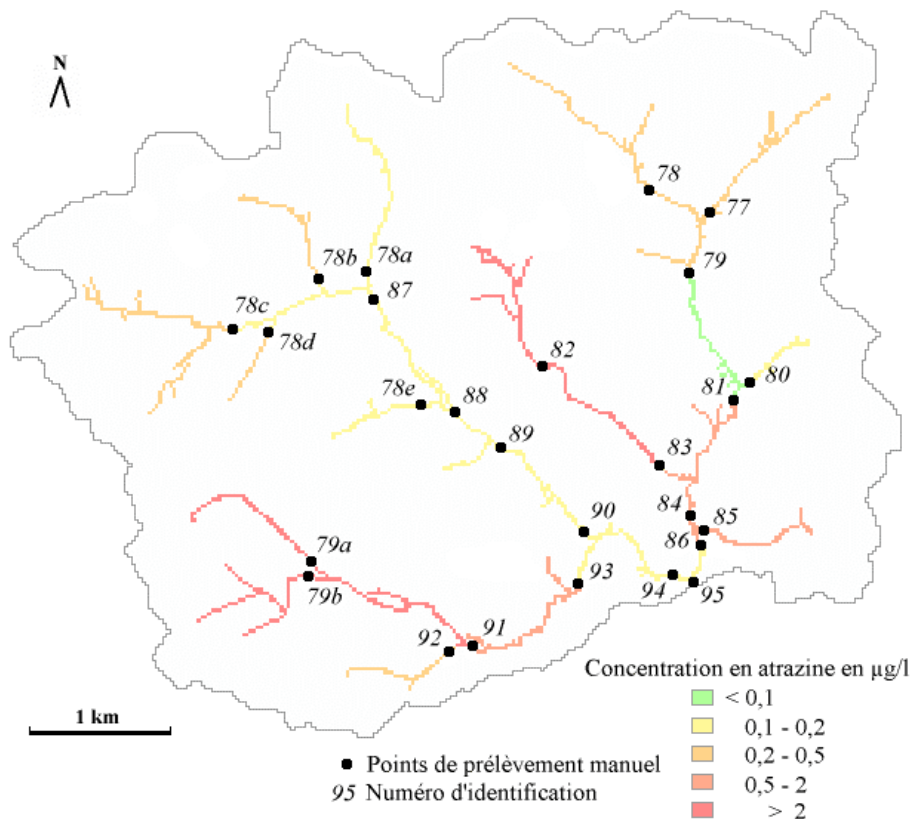 N
78
77
78b
78a
79
87
78c
78d
82
80
81
78e
88
89
83
90
84
85
86
79a
79b
93
94
95
92
91
Concentration en atrazine en µg/l
< 0,1
0,1 - 0,2
0,2 - 0,5
0,5 - 2
> 2
1 km
Points de prélèvement manuel
95 Numéro d'identification